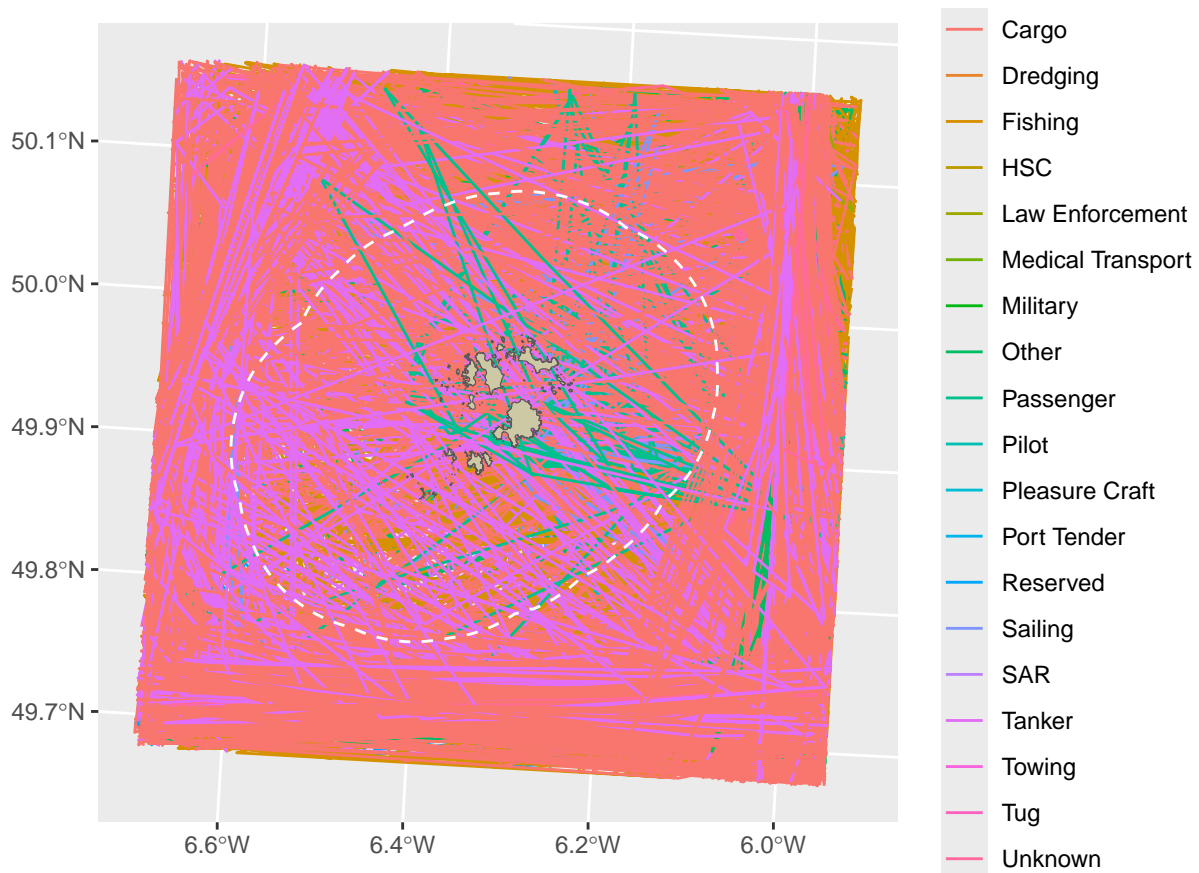 50.1°N
50.0°N
49.9°N
49.8°N
49.7°N
6.6°W 6.4°W 6.2°W 6.0°W
Cargo
Dredging
Fishing
HSC
Law Enforcement
Medical Transport
Military
Other
Passenger
Pilot
Pleasure Craft
Port Tender
Reserved
Sailing
SAR
Tanker
Towing
Tug
Unknown